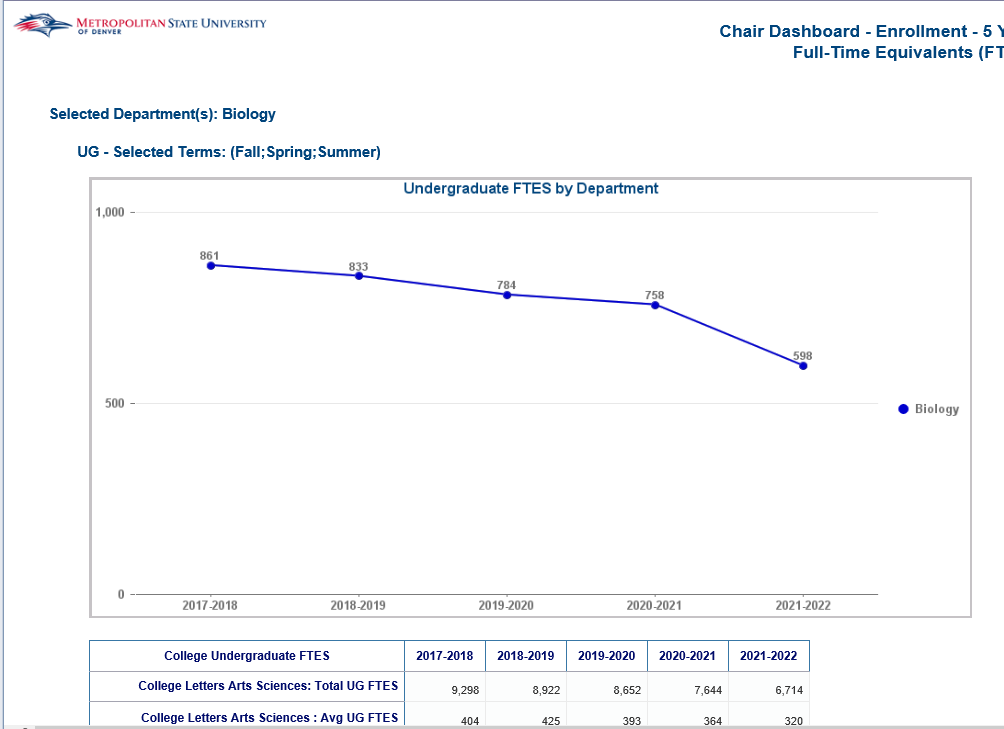 METROPOLITAN STATE UNIVERSITY
OF DENVER
Chair Dashboard - Enrollment - 5 Y
Full-Time Equivalents (FT
Selected Department(s): Biology
UG - Selected Terms: (Fall;Spring;Summer)
Undergraduate FTES by Department
1,000
861
833
784
758
598
500
Biology
0
2017-2018 2018-2019 2019-2020 2020-2021 2021-2022
College Undergraduate FTES 2017-2018 2018-2019 2019-2020 2020-2021 2021-2022
College Letters Arts Sciences: Total UG FTES 9,298 8,922 8,652 7,644 6,714
College Letters Arts Sciences : Avg UG FTES 404 425 393 364 320